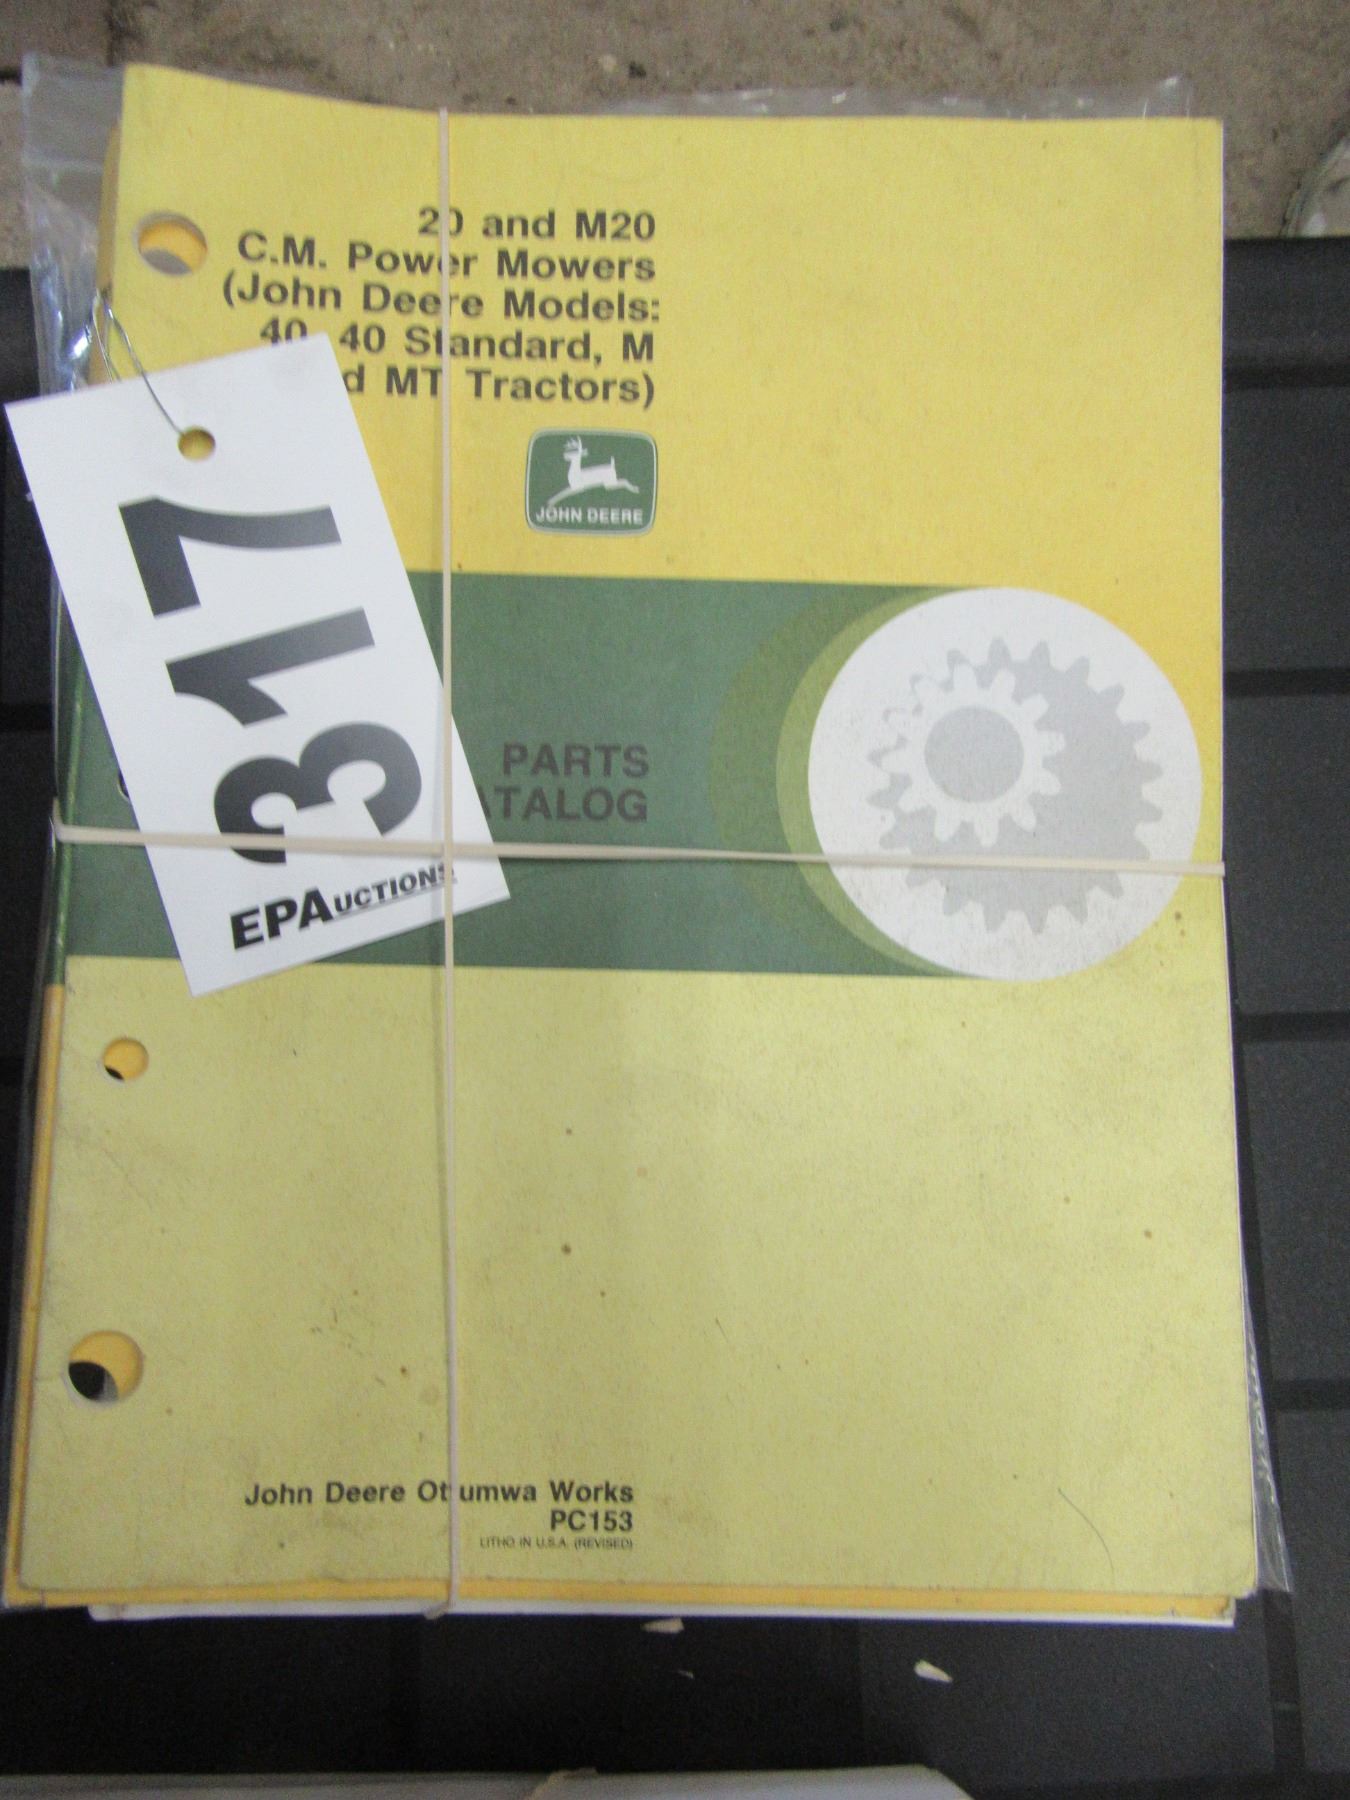 20 and M20
C.M. Power Mowers
(John Deere Models:
40, 40 Standard, M
MT Tractors)
JOHN DEERE
317
EPAUCTIONS
PARTS
John Deere Ottumwa Works
PC153
LITHO IN U.S.A. (REVISED)